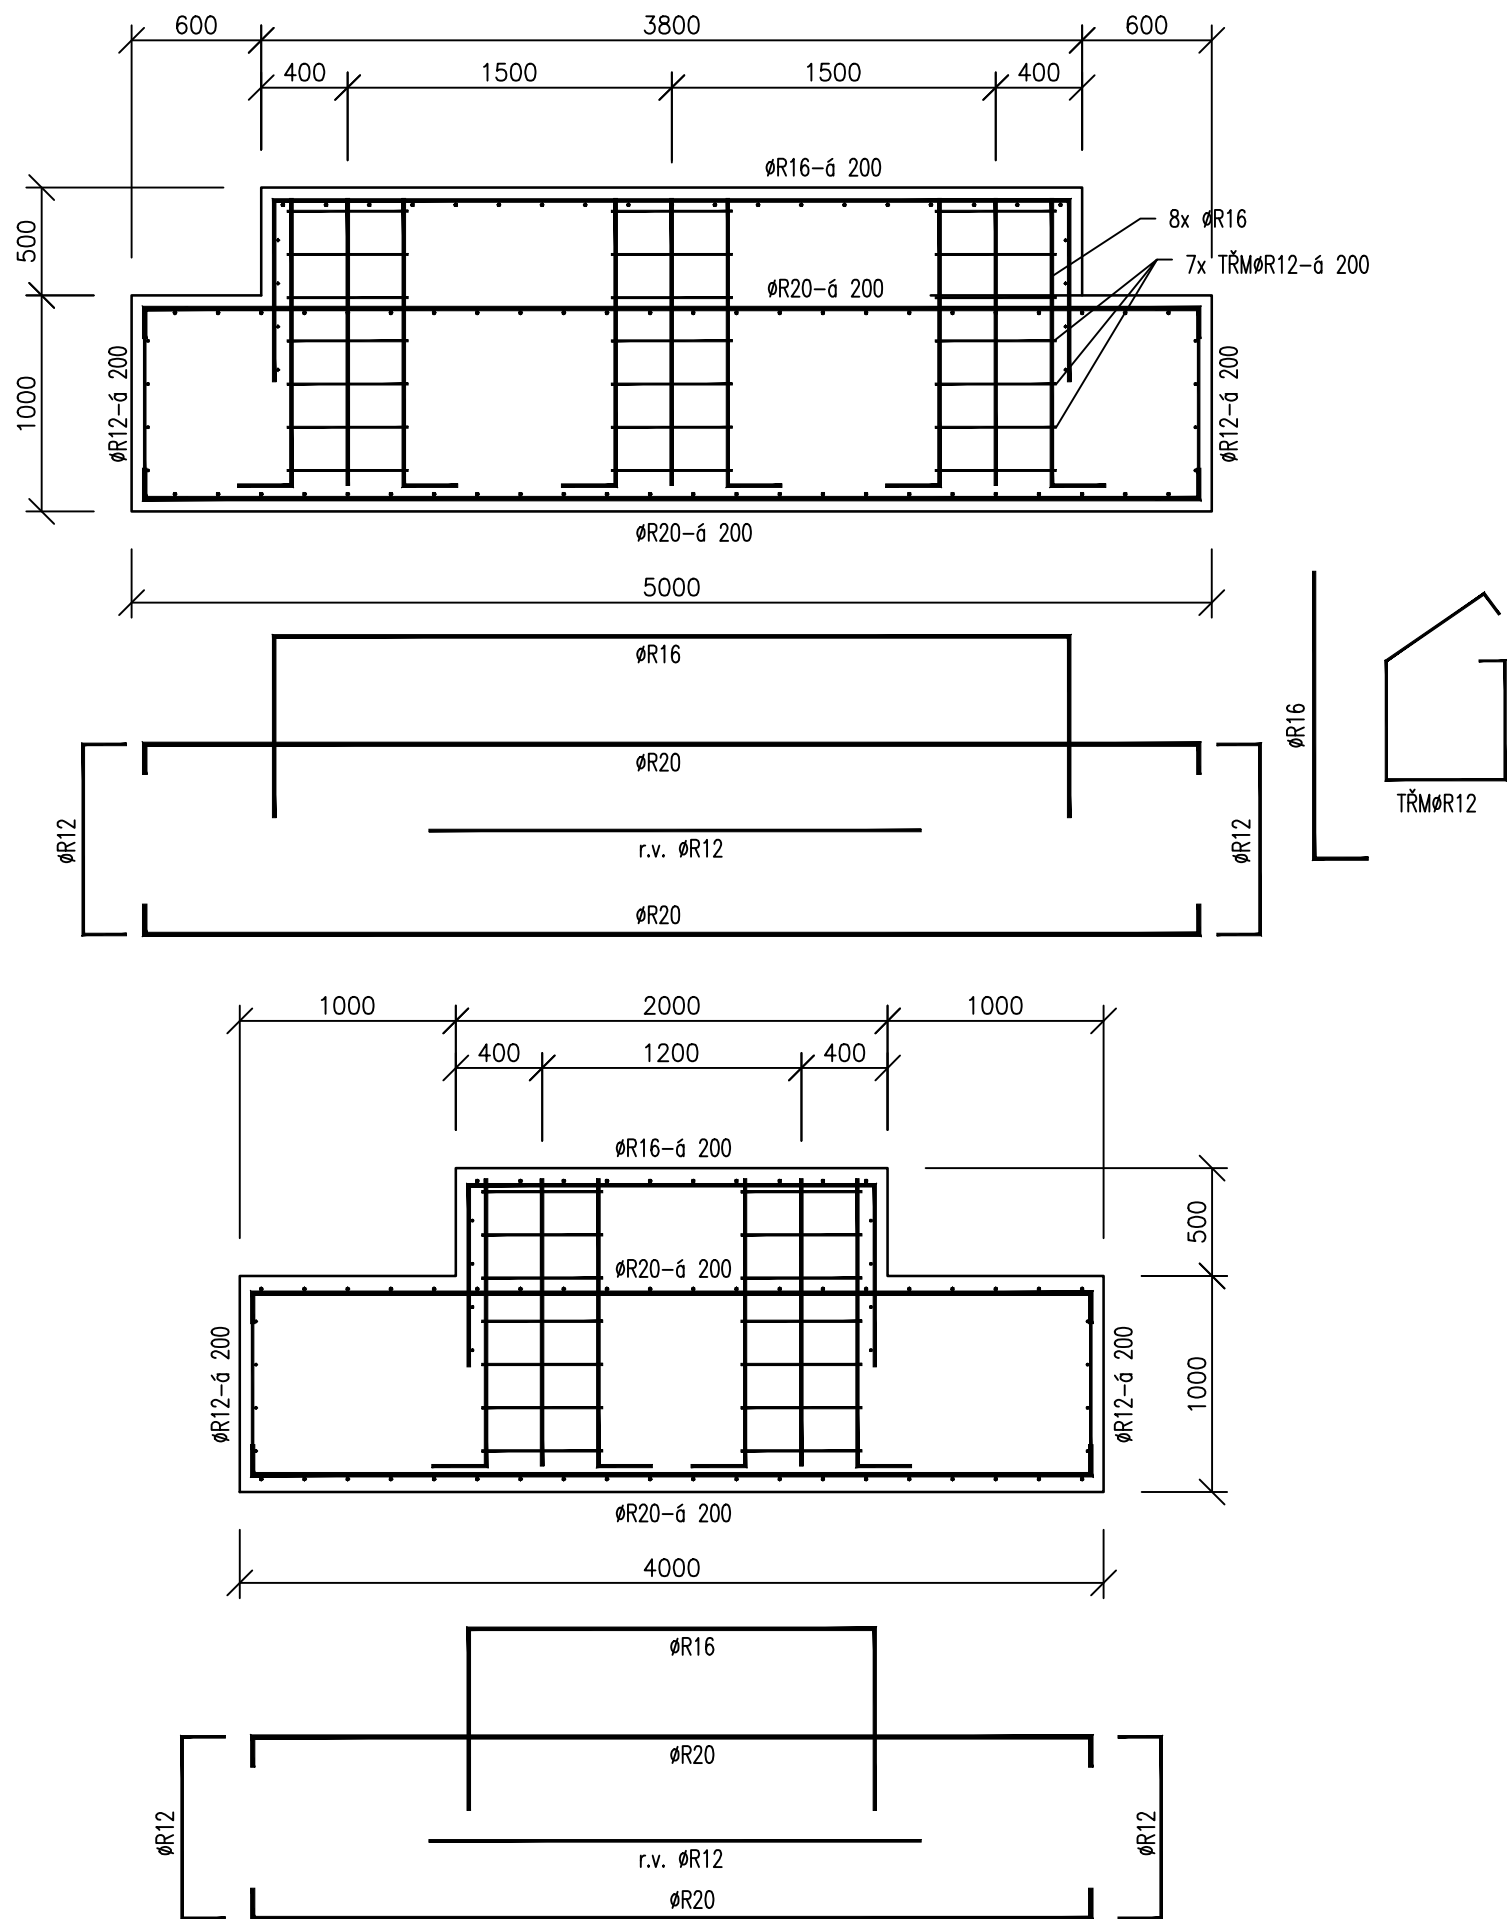 600 3800 600
400 1500 1500 400
øR16-á 200
8x øR16
500
7x TŘMøR12-á 200
øR20-á 200
1000
øR12-á 200
øR12-á 200
øR20-á 200
5000
øR16
øR20
øR12
r.v. øR12
øR12
øR20
øR16
TŘMøR12
1000 2000 1000
400 1200 400
øR16-á 200
500
øR20-á 200
øR12-á 200
øR12-á 200
1000
øR20-á 200
4000
øR16
øR20
øR12
r.v. øR12
øR12
øR20